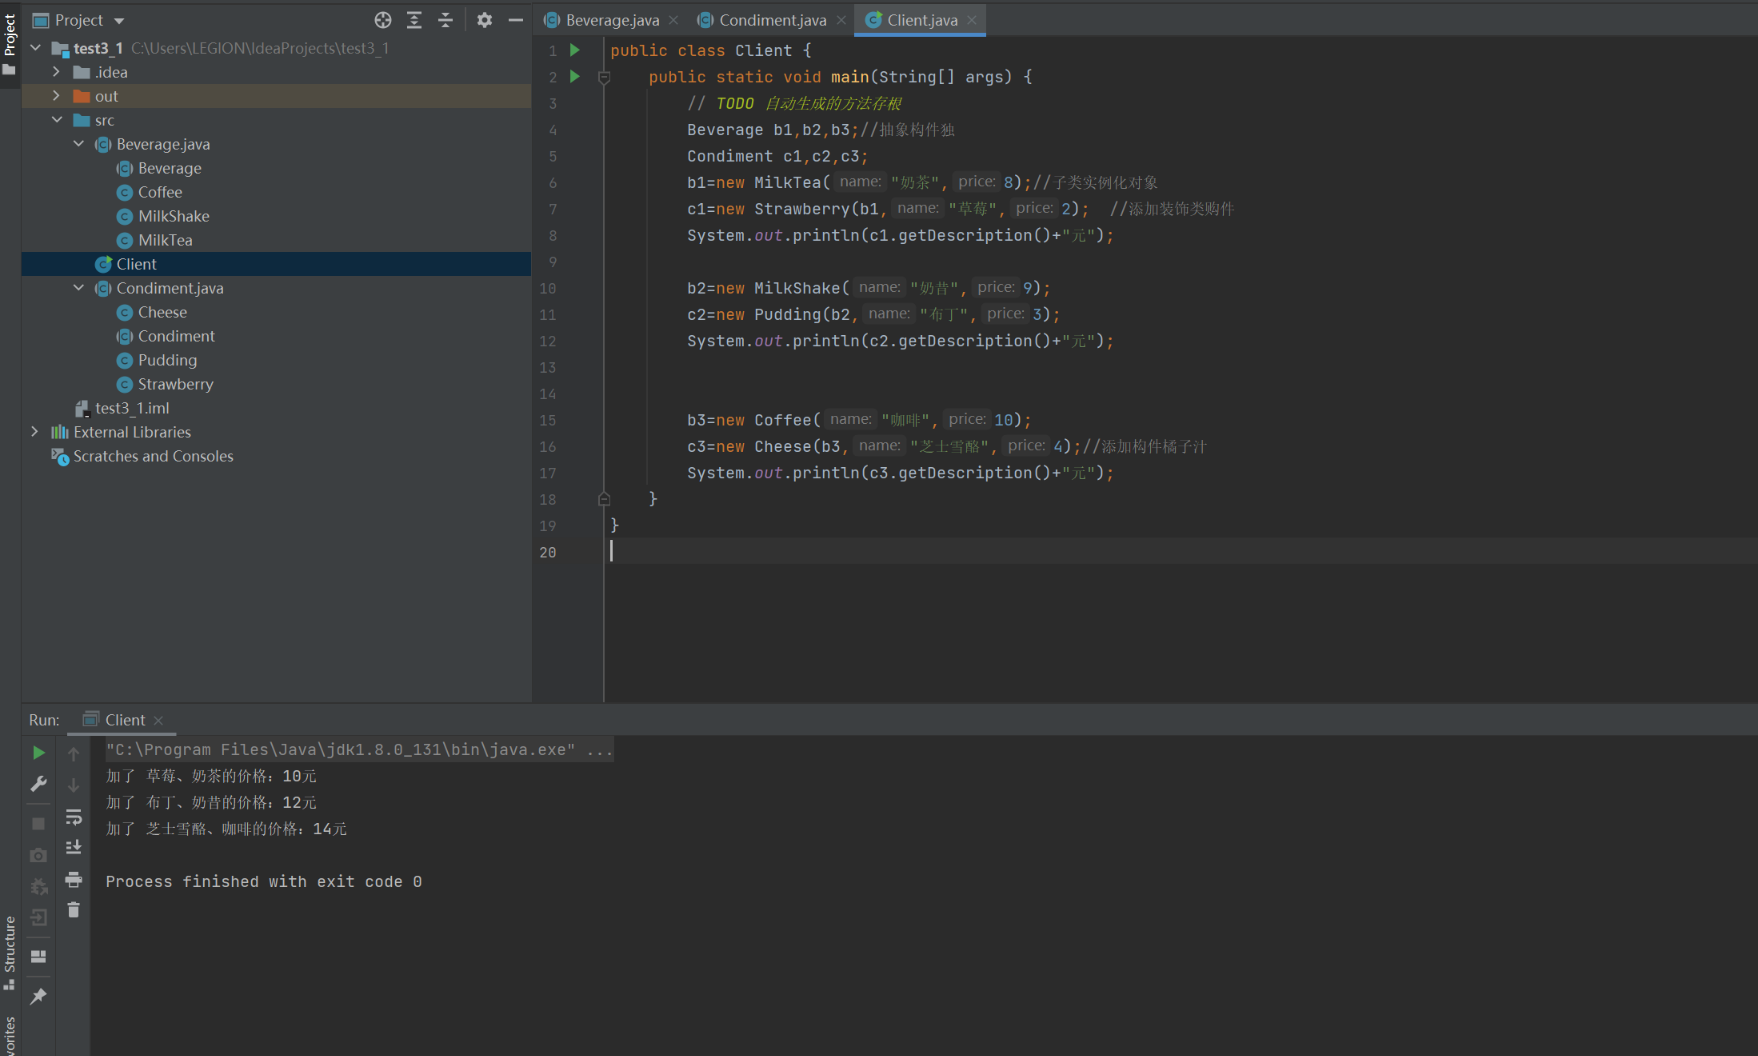 Project
Project
test3_1 C:\Users\LEGION\IdeaProjects\test3_1
.idea
out
src
Beverage.java
Beverage
Coffee
MilkShake
MilkTea
Client
Condiment.java
Cheese
Condiment
Pudding
Strawberry
test3_1.iml
External Libraries
Scratches and Consoles
Beverage.java Condiment.java Client.java
1 public class Client {
2 public static void main(String[] args) {
3 // TODO 自动生成的方法存根
4 Beverage b1,b2,b3;//抽象构件独
5 Condiment c1,c2,c3;
6 b1=new MilkTea( name: "奶茶", price: 8);//子类实例化对象
7 c1=new Strawberry(b1, name: "草莓", price: 2); //添加装饰类购件
8 System.out.println(c1.getDescription()+"元");
9
10 b2=new MilkShake( name: "奶昔", price: 9);
11 c2=new Pudding(b2, name: "布丁", price: 3);
12 System.out.println(c2.getDescription()+"元");
13
14
15 b3=new Coffee( name: "咖啡", price: 10);
16 c3=new Cheese(b3, name: "芝士雪酪", price: 4);//添加构件橘子汁
17 System.out.println(c3.getDescription()+"元");
18 }
19 }
20
Run: Client
"C:\Program Files\Java\jdk1.8.0_131\bin\java.exe" ...
加了 草莓、奶茶的价格：10元
加了 布丁、奶昔的价格：12元
加了 芝士雪酪、咖啡的价格：14元
Process finished with exit code 0
Structure
vorites